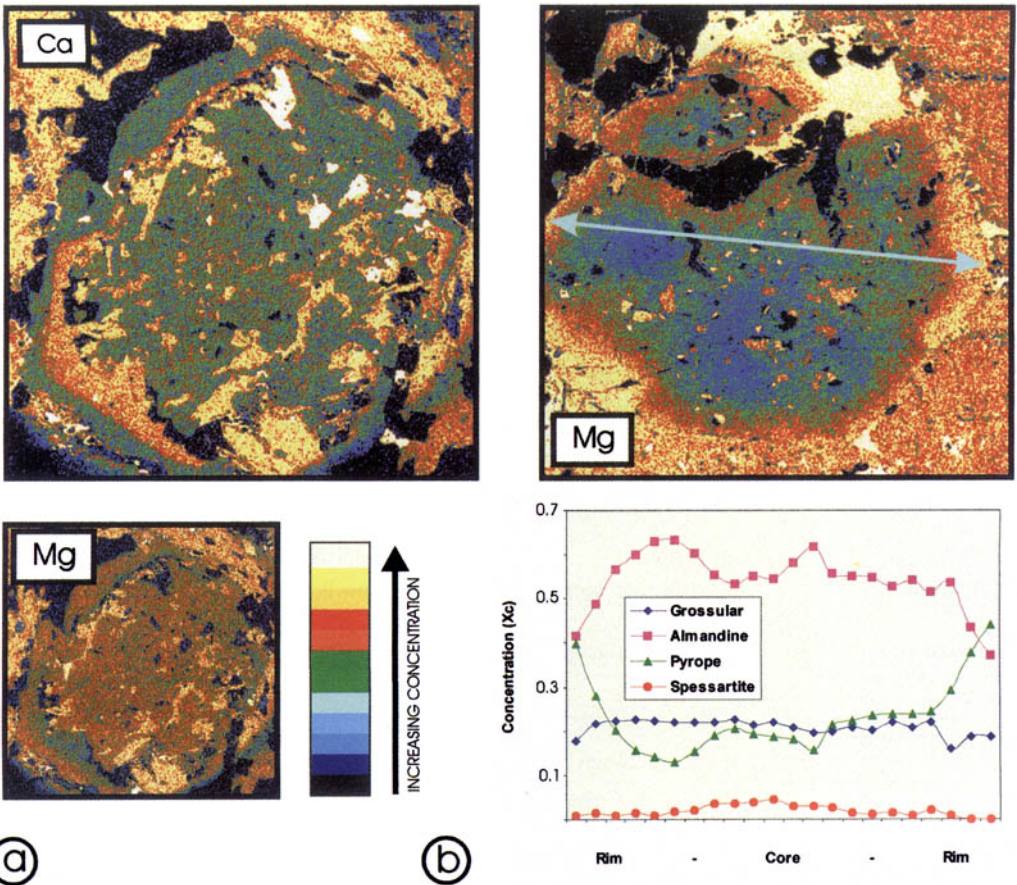 Ca
Mg
Mg
INCREASING CONCENTRATION
a
b
0.7
0.5
0.3
0.1
Concentration (Xc)
Grossular
Almandine
Pyrope
Spessartite
Rim - Core - Rim